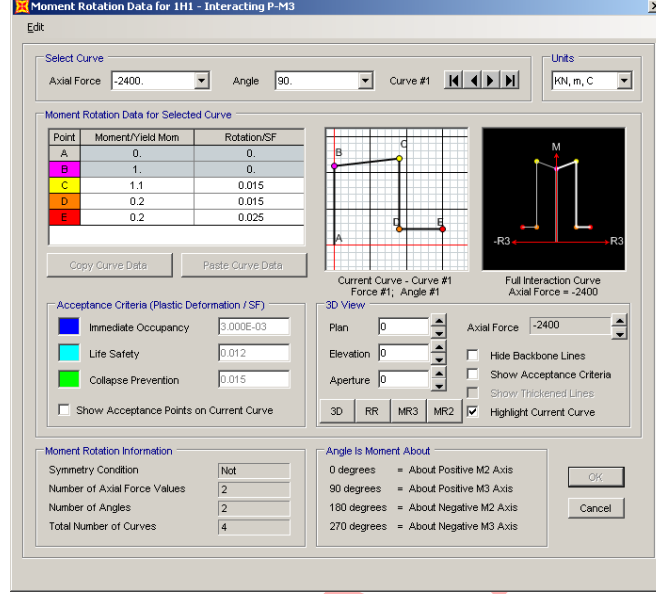 Moment Rotation Data for 1H1 - Interacting P-M3
Edit
Select Curve
Axial Force -2400. Angle 90. Curve #1
Units
KN, m, C
Moment Rotation Data for Selected Curve
Point Moment/Yield Mom Rotation/SF
A 0. 0.
B 1. 0.
C 1.1 0.015
D 0.2 0.015
E 0.2 0.025
Copy Curve Data Paste Curve Data
B C
D E
A
Current Curve - Curve #1
Force #1; Angle #1
M
-R3 R3
Full Interaction Curve
Axial Force = -2400
Acceptance Criteria (Plastic Deformation / SF)
Immediate Occupancy 3.000E-03
Life Safety 0.012
Collapse Prevention 0.015
Show Acceptance Points on Current Curve
3D View
Plan 0
Elevation 0
Aperture 0
3D RR MR3 MR2
Axial Force -2400
Hide Backbone Lines
Show Acceptance Criteria
Show Thickened Lines
Highlight Current Curve
Moment Rotation Information
Symmetry Condition Not
Number of Axial Force Values 2
Number of Angles 2
Total Number of Curves 4
Angle Is Moment About
0 degrees = About Positive M2 Axis
90 degrees = About Positive M3 Axis
180 degrees = About Negative M2 Axis
270 degrees = About Negative M3 Axis
OK
Cancel